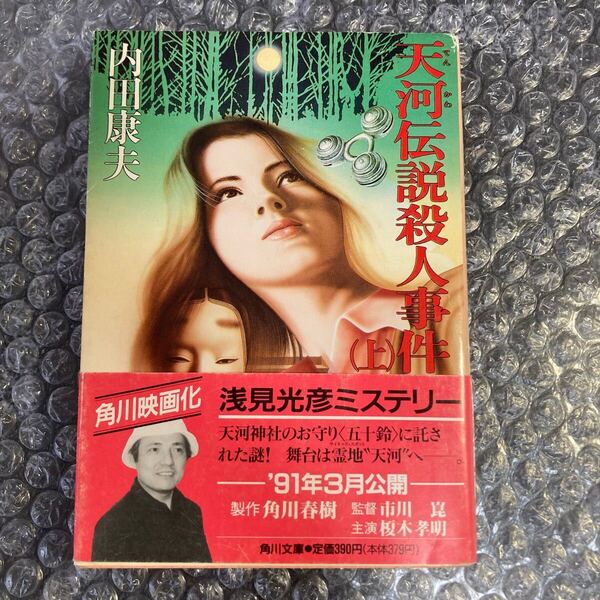 天河伝説殺人事件
てん かわ
(上)
内田康夫
角川映画化
浅見光彦ミステリー
天河神社のお守り〈五十鈴〉に託さ
れた謎! 舞台は霊地"天河"へ――。
'91年3月公開
製作 角川春樹 監督 市川 崑
主演 榎木孝明
角川文庫●定価390円(本体379円)